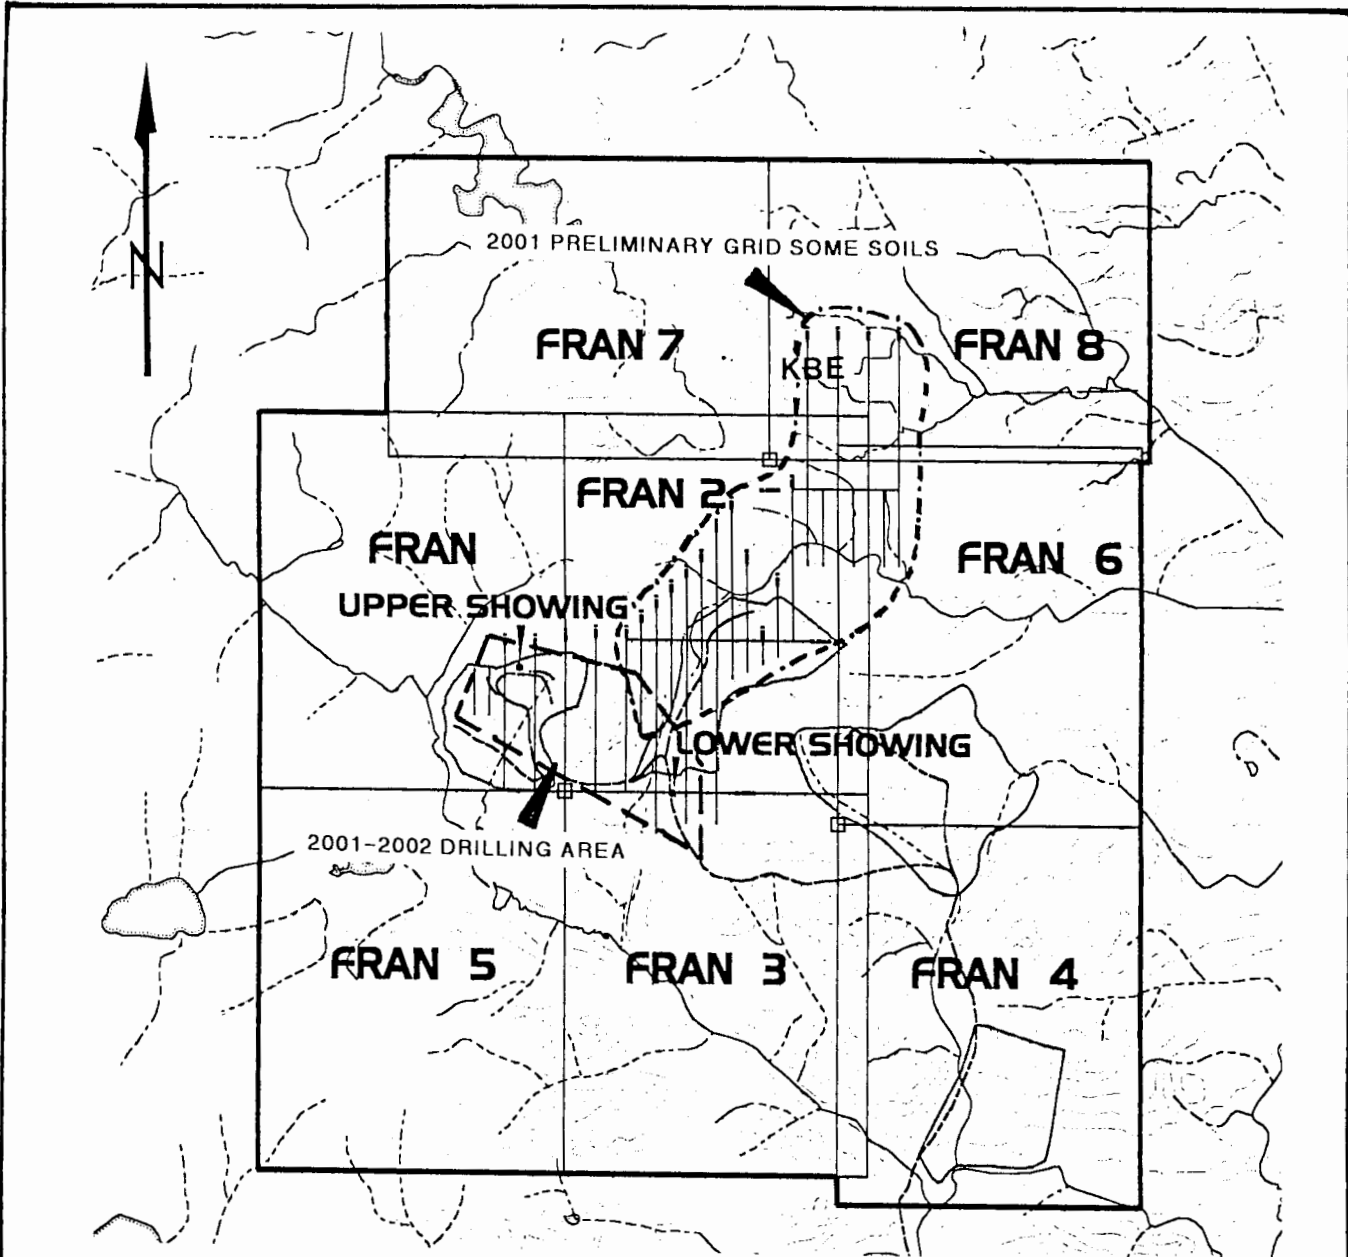 N
2001 PRELIMINARY GRID SOME SOILS
FRAN 7
FRAN 8
KBE
FRAN 2
FRAN
FRAN 6
UPPER SHOWING
LOWER SHOWING
2001-2002 DRILLING AREA
FRAN 5
FRAN 3
FRAN 4